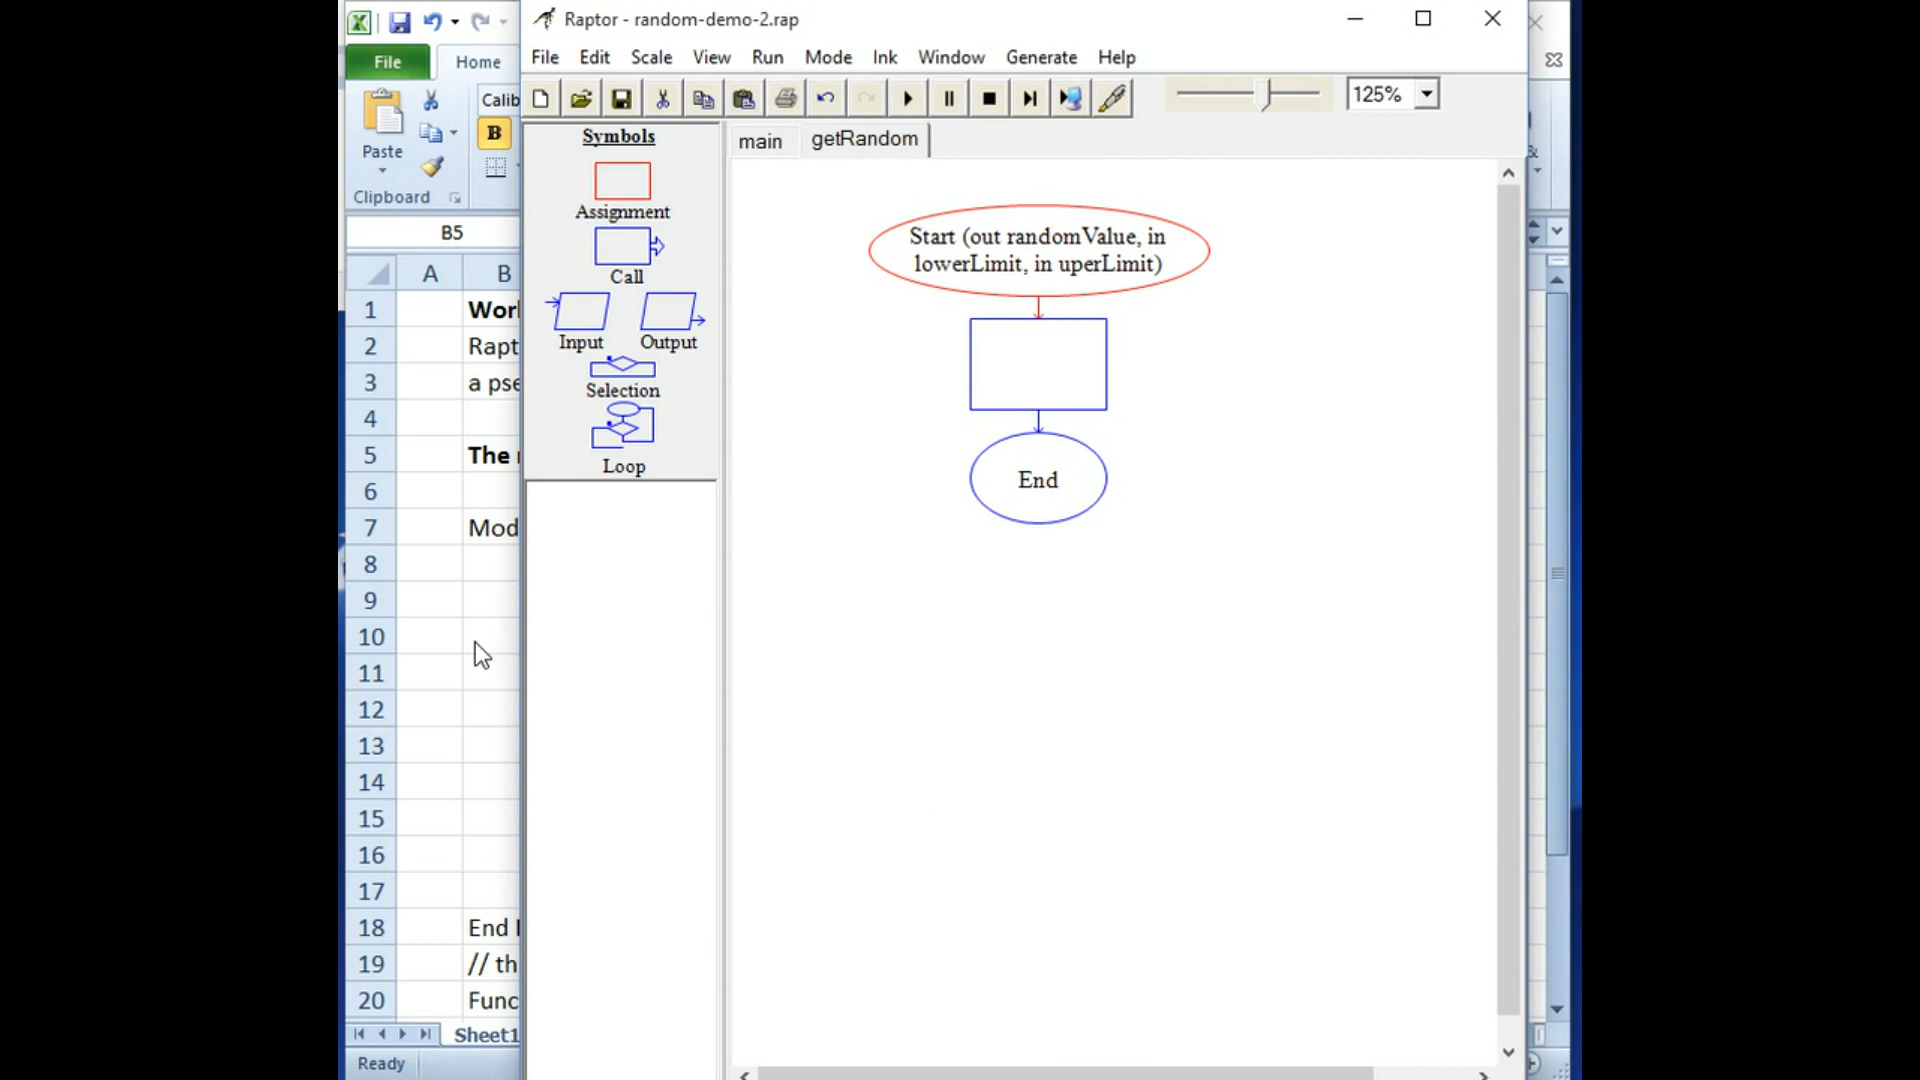 Raptor - random-demo-2.rap
File Edit Scale View Run Mode Ink Window Generate Help
125%
File Home
Calib
Paste
B
Clipboard
B5
Symbols
Assignment
Call
Input Output
Selection
Loop
main getRandom
Start (out randomValue, in
lowerLimit, in uperLimit)
End
A B
1 Worl
2 Rapt
3 a pse
4
5 The
6
7 Mod
8
9
10
11
12
13
14
15
16
17
18 End
19 // th
20 Func
Sheet1
Ready